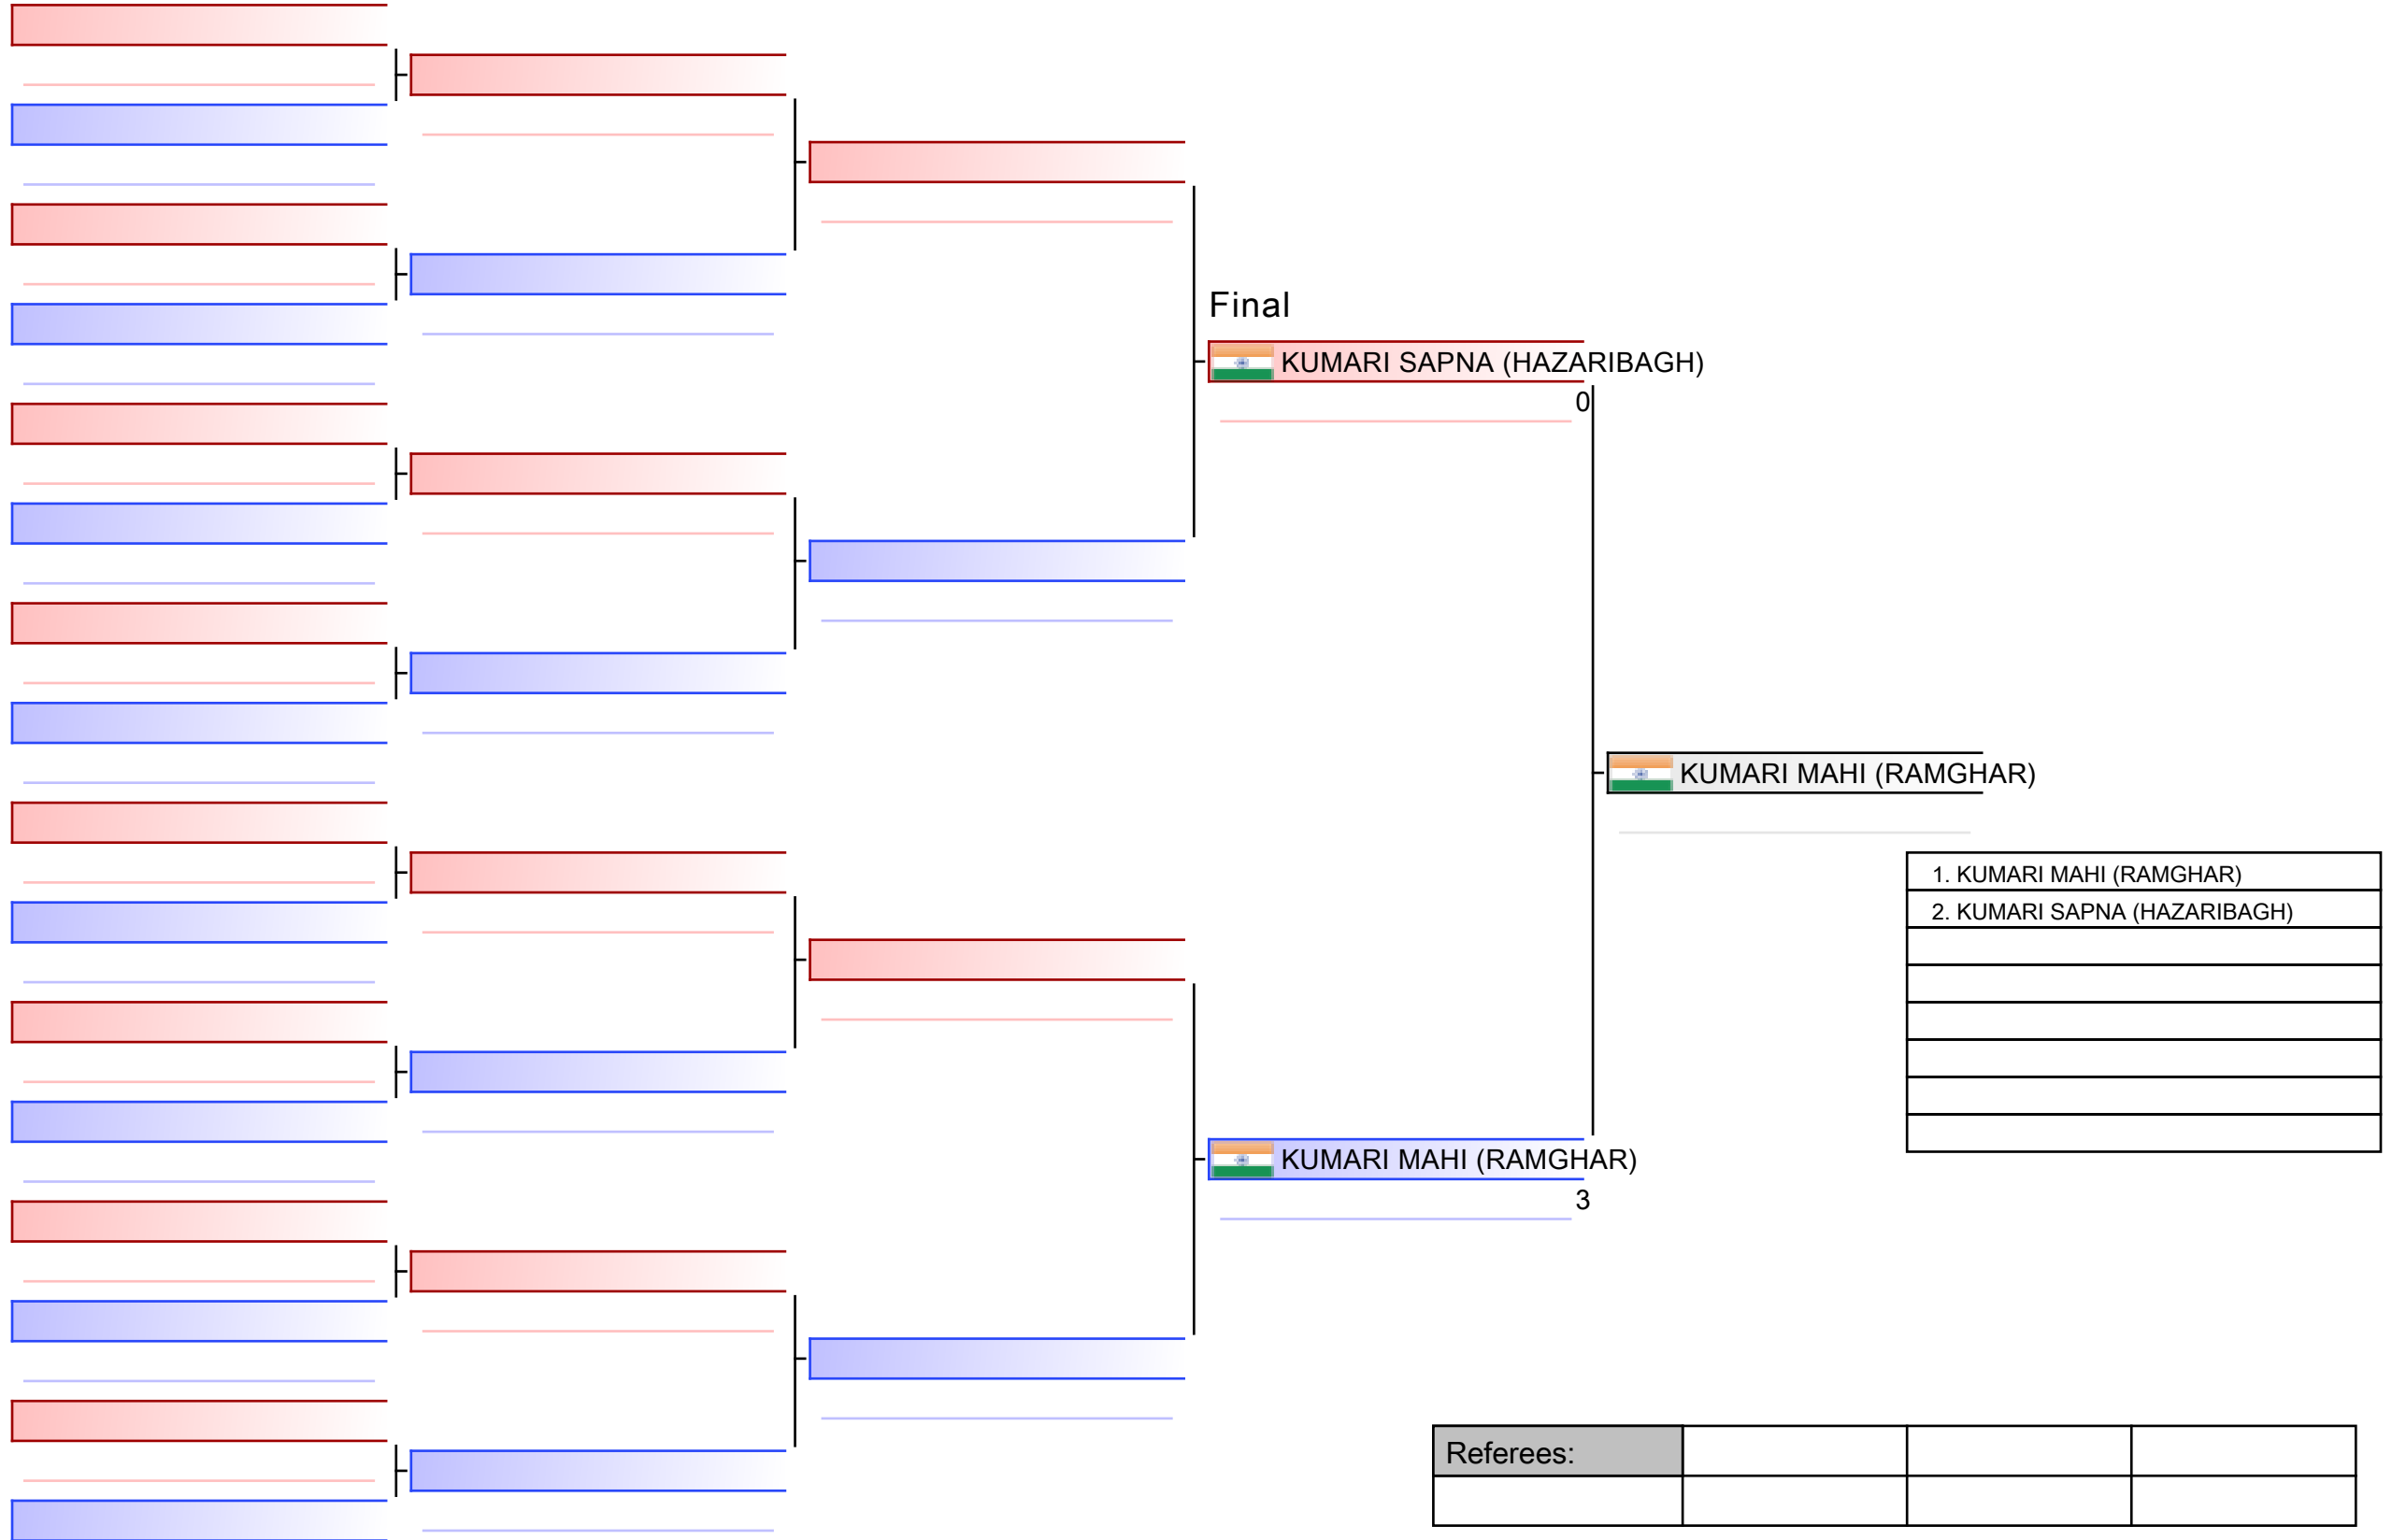 Final
KUMARI SAPNA (HAZARIBAGH)
0
KUMARI MAHI (RAMGHAR)
1. KUMARI MAHI (RAMGHAR)
2. KUMARI SAPNA (HAZARIBAGH)
KUMARI MAHI (RAMGHAR)
3
Referees: